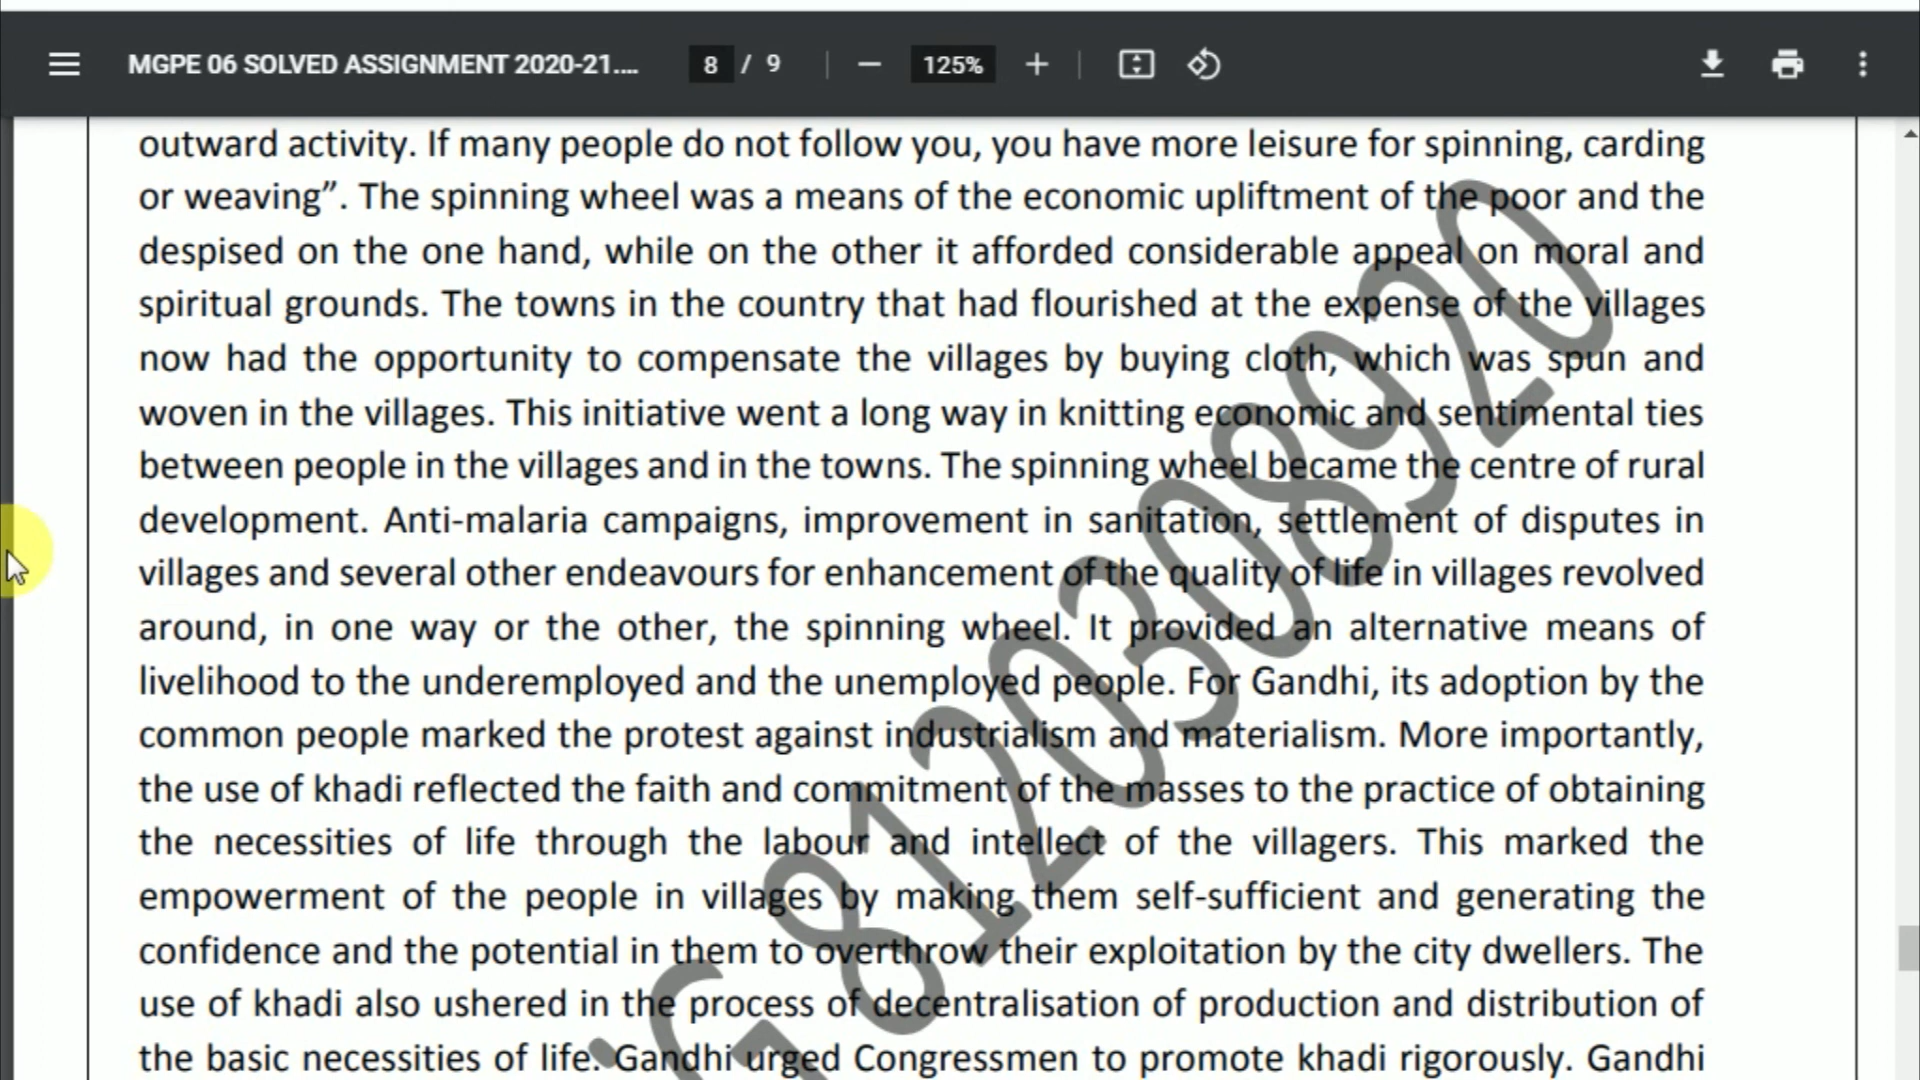 MGPE 06 SOLVED ASSIGNMENT 2020-21.... 8 / 9 125%
outward activity. If many people do not follow you, you have more leisure for spinning, carding
or weaving”. The spinning wheel was a means of the economic upliftment of the poor and the
despised on the one hand, while on the other it afforded considerable appeal on moral and
spiritual grounds. The towns in the country that had flourished at the expense of the villages
now had the opportunity to compensate the villages by buying cloth, which was spun and
woven in the villages. This initiative went a long way in knitting economic and sentimental ties
between people in the villages and in the towns. The spinning wheel became the centre of rural
development. Anti-malaria campaigns, improvement in sanitation, settlement of disputes in
villages and several other endeavours for enhancement of the quality of life in villages revolved
around, in one way or the other, the spinning wheel. It provided an alternative means of
livelihood to the underemployed and the unemployed people. For Gandhi, its adoption by the
common people marked the protest against industrialism and materialism. More importantly,
the use of khadi reflected the faith and commitment of the masses to the practice of obtaining
the necessities of life through the labour and intellect of the villagers. This marked the
empowerment of the people in villages by making them self-sufficient and generating the
confidence and the potential in them to overthrow their exploitation by the city dwellers. The
use of khadi also ushered in the process of decentralisation of production and distribution of
the basic necessities of life. Gandhi urged Congressmen to promote khadi rigorously. Gandhi
8120308920